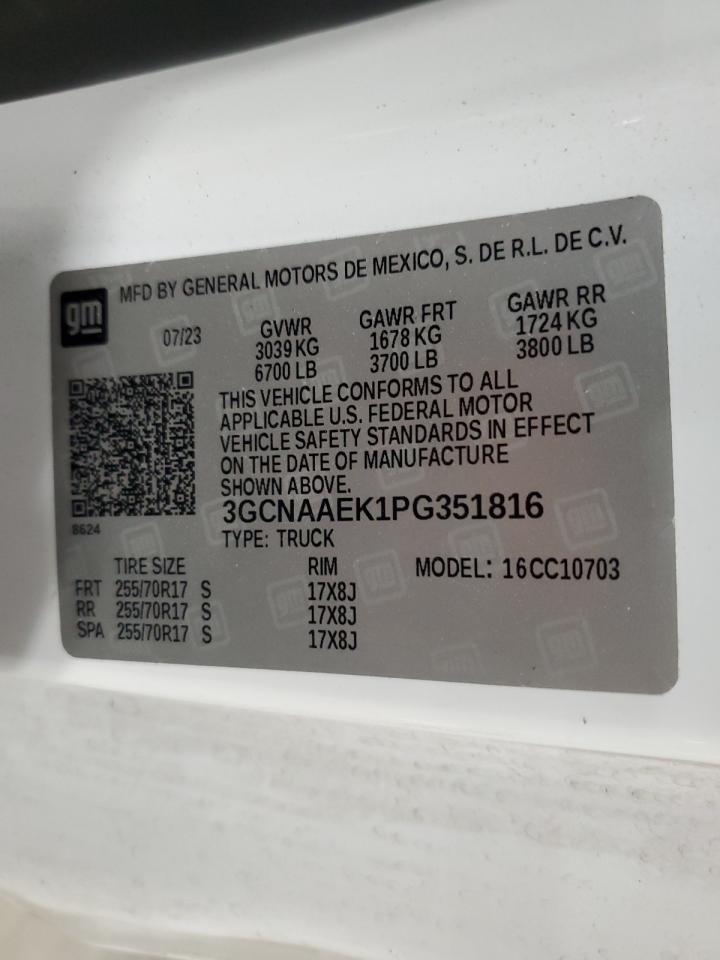 gm
MFD BY GENERAL MOTORS DE MEXICO, S. DE R.L. DE C.V.
07/23 GVWR GAWR FRT GAWR RR
3039 KG 1678 KG 1724 KG
6700 LB 3700 LB 3800 LB
THIS VEHICLE CONFORMS TO ALL
APPLICABLE U.S. FEDERAL MOTOR
VEHICLE SAFETY STANDARDS IN EFFECT
ON THE DATE OF MANUFACTURE
SHOWN ABOVE.
8624
3GCNAAEK1PG351816
TYPE: TRUCK
TIRE SIZE RIM MODEL: 16CC10703
FRT 255/70R17 S 17X8J
RR 255/70R17 S 17X8J
SPA 255/70R17 S 17X8J